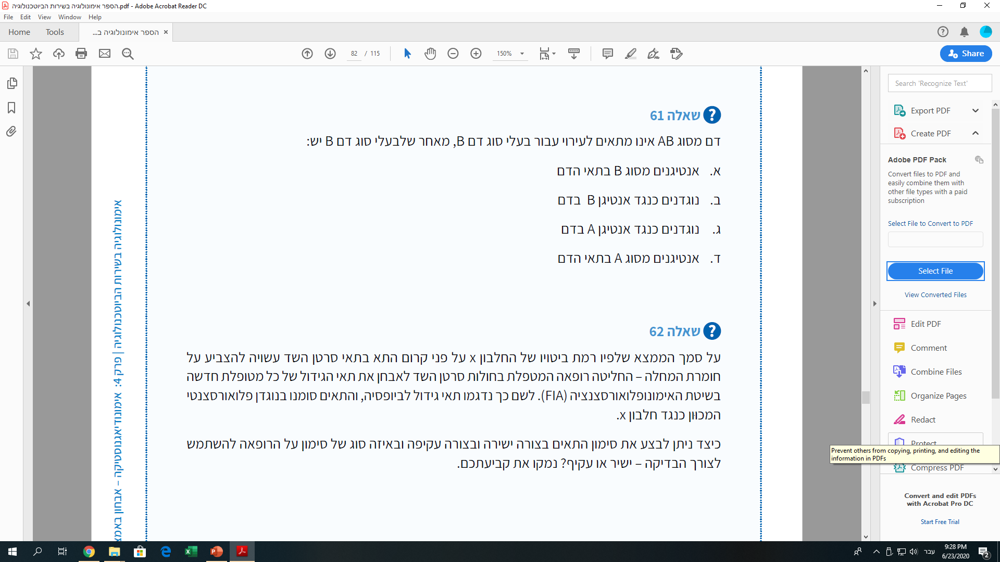 הספר אימונולוגיה בשירות הביוטכנולוגיה.pdf - Adobe Acrobat Reader DC
File Edit View Window Help
Home Tools הספר אימונולוגיה ב...
82 / 115 150% Share
Search 'Recognize Text'
Export PDF
Create PDF
Adobe PDF Pack
Convert files to PDF and
easily combine them with
other file types with a paid
subscription
Select File to Convert to PDF
Select File
View Converted Files
Edit PDF
Comment
Combine Files
Organize Pages
Redact
Protect
Prevent others from copying, printing, and editing the
information in PDFs
Compress PDF
Convert and edit PDFs
with Acrobat Pro DC
Start Free Trial
שאלה 61
דם מסוג AB אינו מתאים לעירוי עבור בעלי סוג דם B, מאחר שלבעלי סוג דם B יש:
א. אנטיגנים מסוג B בתאי הדם
ב. נוגדנים כנגד אנטיגן B בדם
ג. נוגדנים כנגד אנטיגן A בדם
ד. אנטיגנים מסוג A בתאי הדם
שאלה 62
על סמך הממצא שלפיו רמת ביטויו של החלבון x על פני קרום התא בתאי סרטן השד עשויה להצביע על
חומרת המחלה – החליטה רופאה המטפלת בחולות סרטן השד לאבחן את תאי הגידול של כל מטופלת חדשה
בשיטת האימונופלואורסצנציה (FIA). לשם כך נדגמו תאי גידול לביופסיה, והתאים סומנו בנוגדן פלואורסצנטי
המכוּון כנגד חלבון x.
כיצד ניתן לבצע את סימון התאים בצורה ישירה ובצורה עקיפה ובאיזה סוג של סימון על הרופאה להשתמש
לצורך הבדיקה – ישיר או עקיף? נמקו את קביעתכם.
אימונולוגיה בשירות הביוטכנולוגיה | פרק 4: אימונודיאגנוסטיקה – אבחון באמצ
עבר 9:28 PM
6/23/2020
2